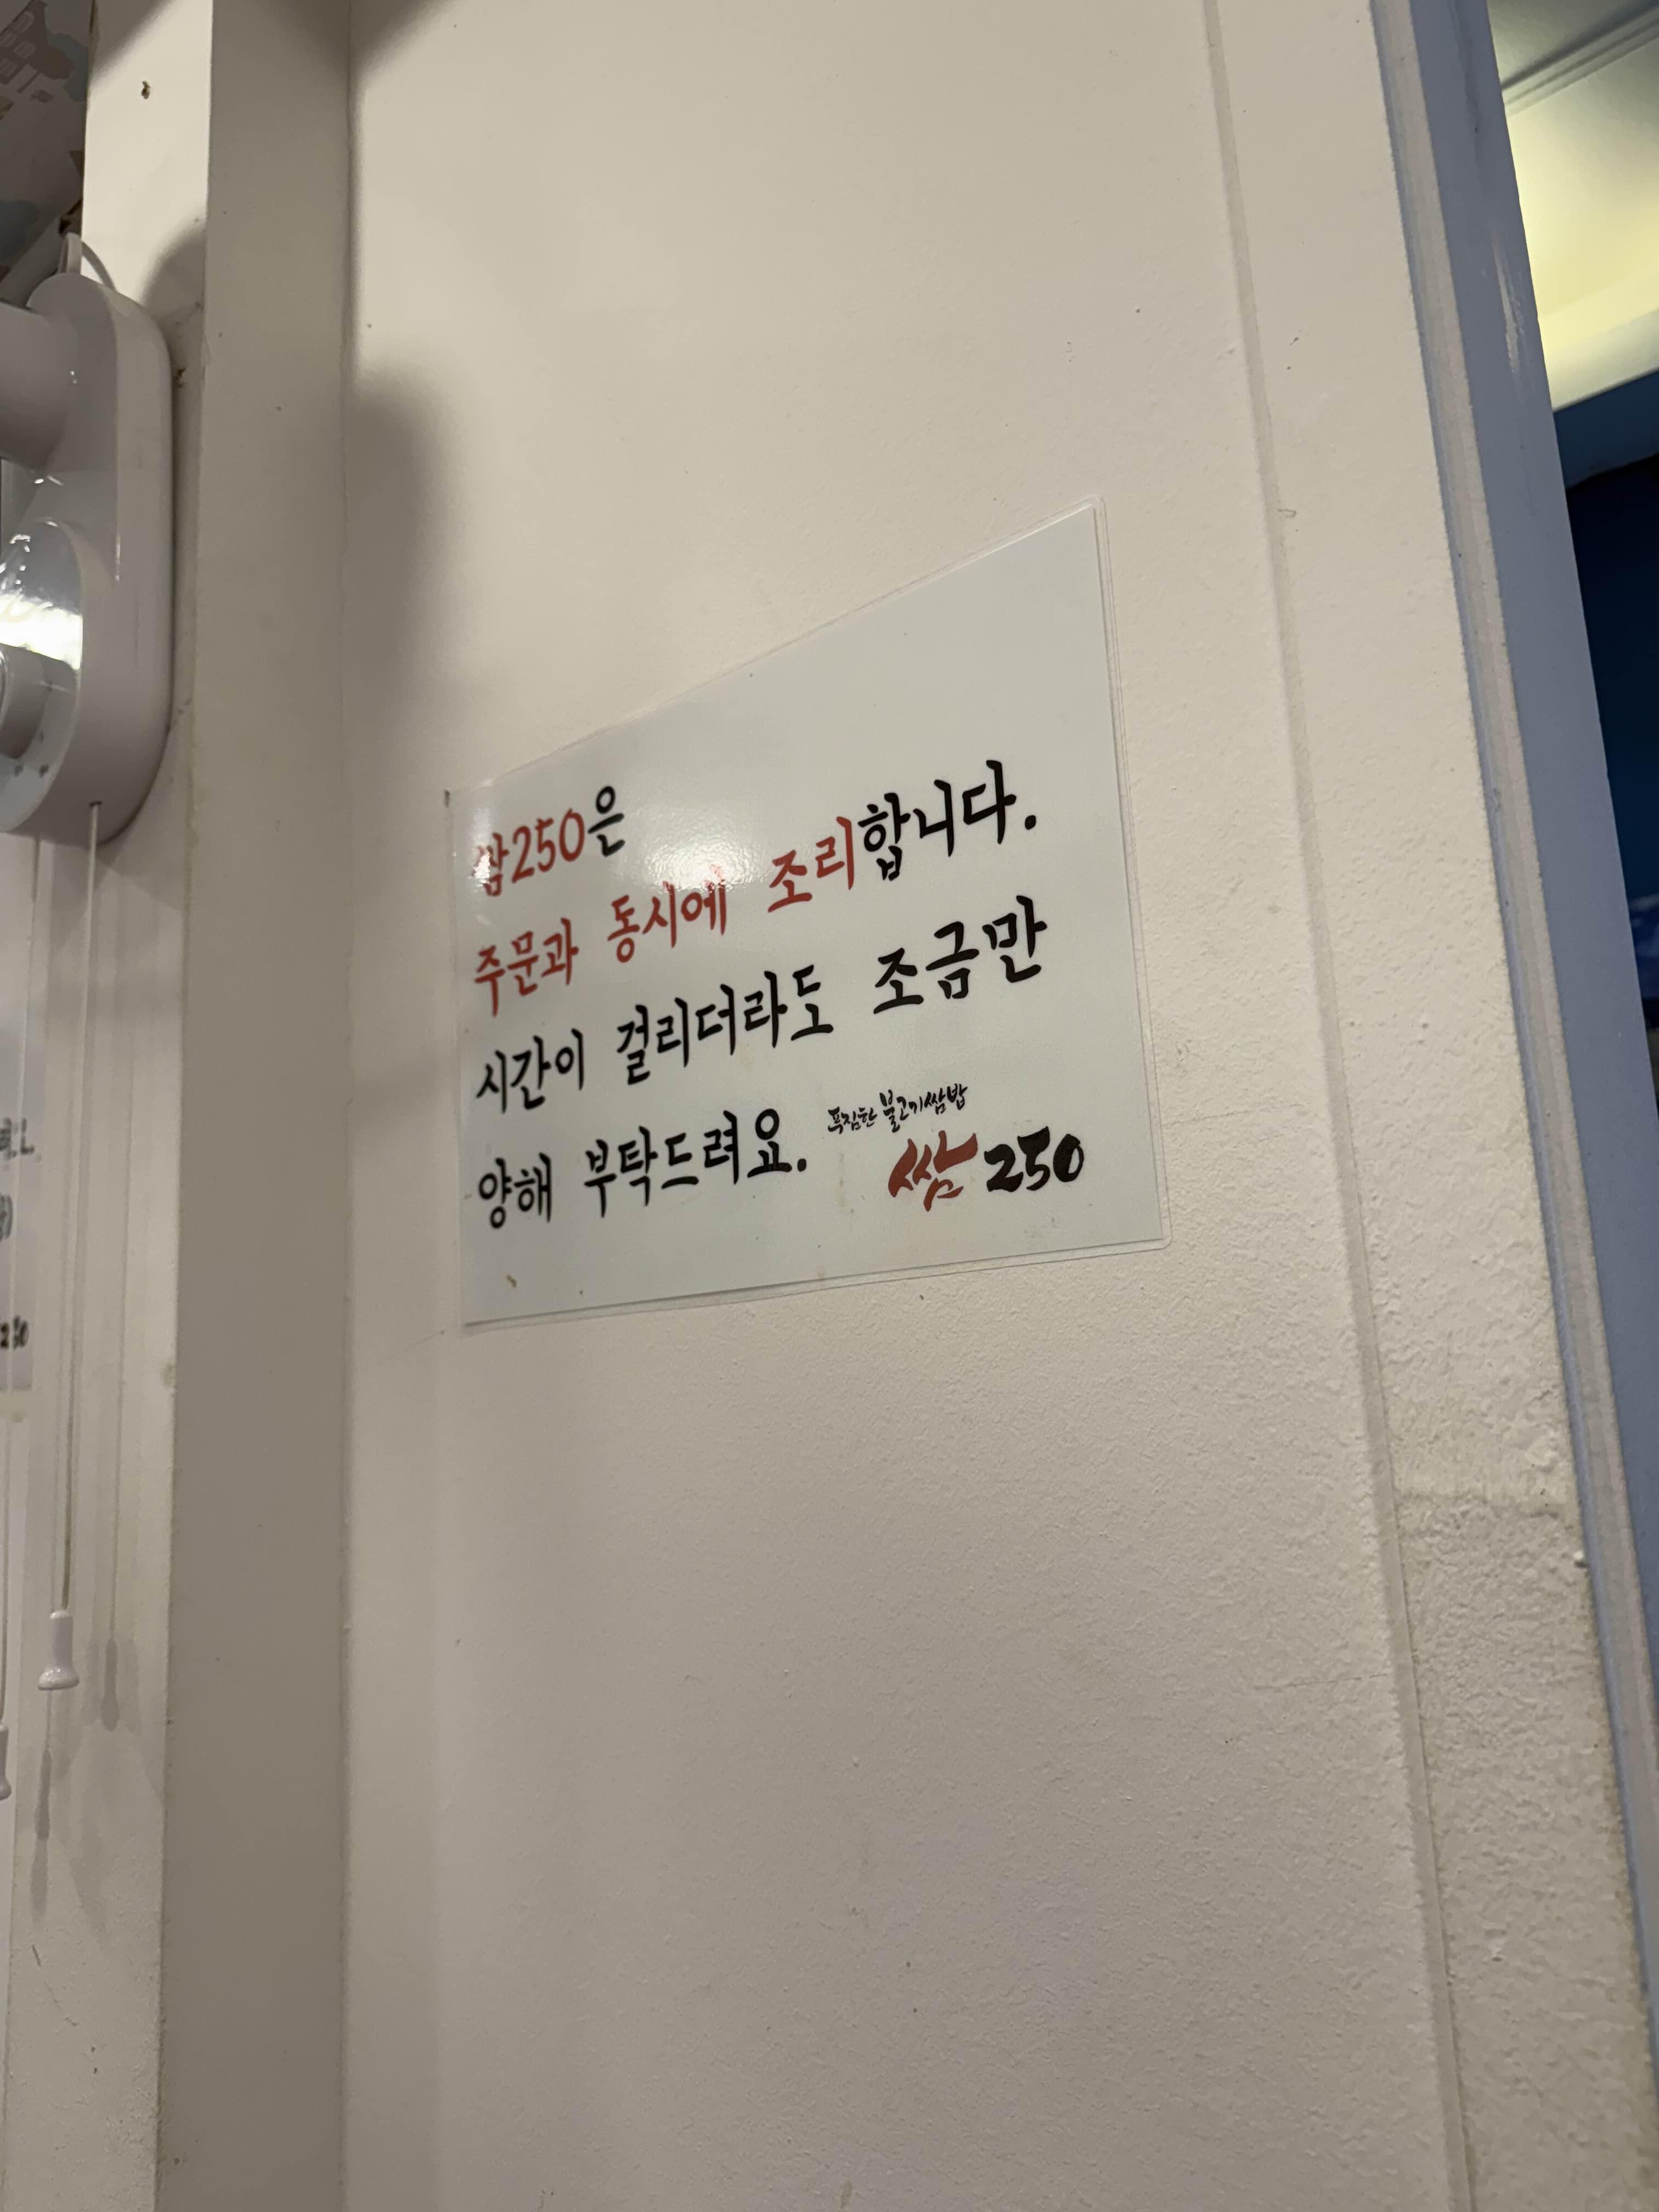 쌈250은
주문과 동시에 조리합니다.
시간이 걸리더라도 조금만
양해 부탁드려요.
푸짐한 불고기쌈밥
쌈250
250